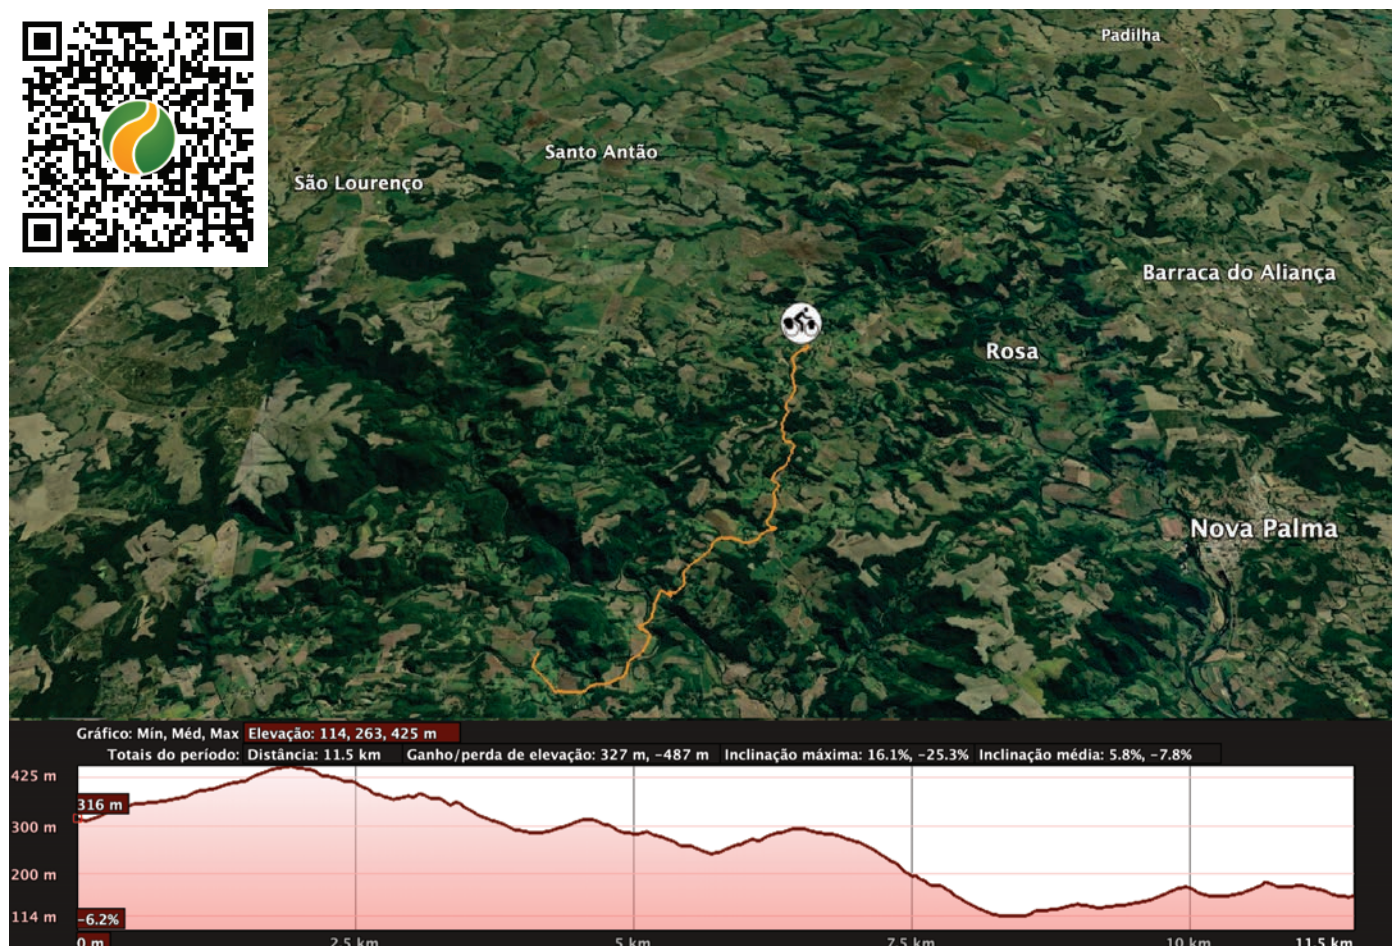 Padilha
Santo Antão
São Lourenço
Barraca do Aliança
Rosa
Nova Palma
Gráfico: Mín, Méd, Max Elevação: 114, 263, 425 m
Totais do período: Distância: 11.5 km Ganho/perda de elevação: 327 m, -487 m Inclinação máxima: 16.1%, -25.3% Inclinação média: 5.8%, -7.8%
425 m
316 m
300 m
200 m
114 m
-6.2%
0 m 2.5 km 5 km 7.5 km 10 km 11.5 km